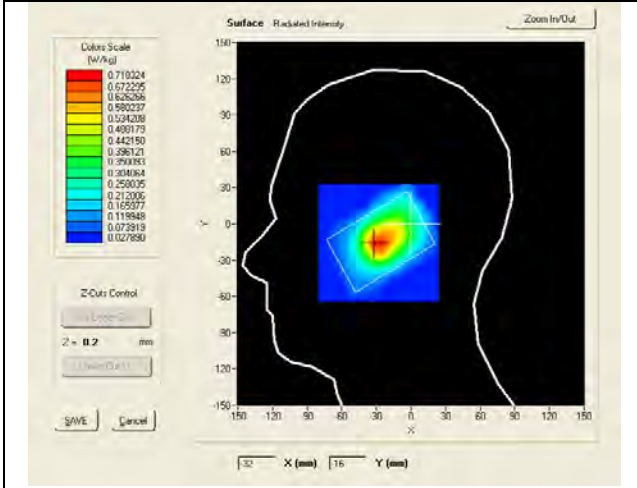 Surface Radiated Intensity
Zoom In/Out
Colors Scale
(W/kg)
0.718324
0.672295
0.626266
0.580237
0.534208
0.488179
0.442150
0.396121
0.350093
0.304064
0.258035
0.212006
0.165977
0.119948
0.073919
0.027890
150
120
90
60
30
0
-30
-60
-90
-120
-150
Y
-150 -120 -90 -60 -30 0 30 60 90 120 150
X
Z-Cuts Control
Z = 0.2 mm
SAVE Cancel
-32 X (mm) -16 Y (mm)